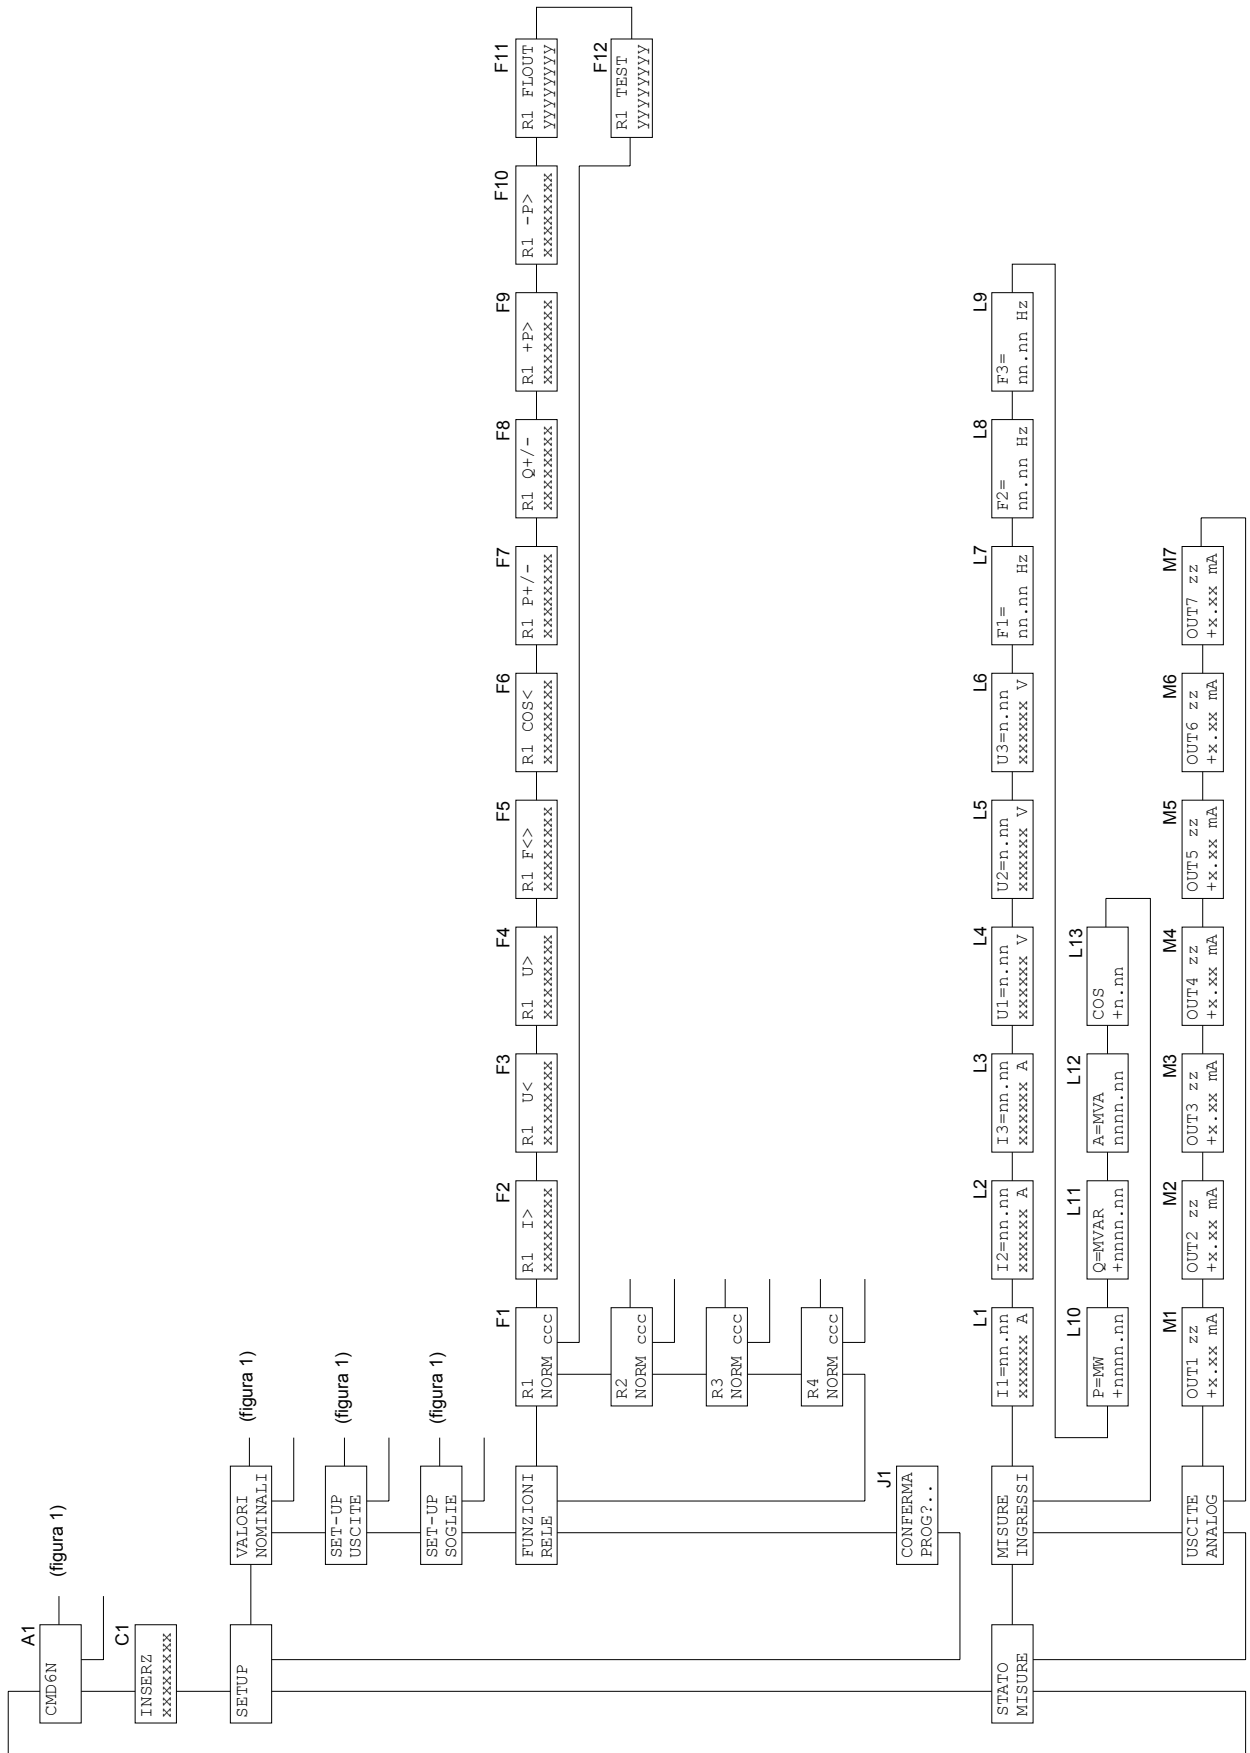 A1
CMD6N
(figura 1)
C1
INSERZ
xxxxxxxx
SETUP
VALORI
NOMINALI
(figura 1)
SET-UP
USCITE
(figura 1)
SET-UP
SOGLIE
(figura 1)
FUNZIONI
RELE
F1
R1
NORM ccc
F2
R1 I>
xxxxxxxx
F3
R1 U<
xxxxxxxx
F4
R1 U>
xxxxxxxx
F5
R1 F<>
xxxxxxxx
F6
R1 COS<
xxxxxxxx
F7
R1 P+/-
xxxxxxxx
F8
R1 Q+/-
xxxxxxxx
F9
R1 +P>
xxxxxxxx
F10
R1 -P>
xxxxxxxx
F11
R1 FLOUT
yyyyyyyy
F12
R1 TEST
yyyyyyyy
R2
NORM ccc
R3
NORM ccc
R4
NORM ccc
J1
CONFERMA
PROG?..
STATO
MISURE
MISURE
INGRESSI
L1
I1=nn.nn
xxxxxx A
L2
I2=nn.nn
xxxxxx A
L3
I3=nn.nn
xxxxxx A
L4
U1=n.nn
xxxxxx V
L5
U2=n.nn
xxxxxx V
L6
U3=n.nn
xxxxxx V
L7
F1=
nn.nn Hz
L8
F2=
nn.nn Hz
L9
F3=
nn.nn Hz
L10
P=MW
+nnnn.nn
L11
Q=MVAR
+nnnn.nn
L12
A=MVA
nnnn.nn
L13
COS
+n.nn
USCITE
ANALOG
M1
OUT1 zz
+x.xx mA
M2
OUT2 zz
+x.xx mA
M3
OUT3 zz
+x.xx mA
M4
OUT4 zz
+x.xx mA
M5
OUT5 zz
+x.xx mA
M6
OUT6 zz
+x.xx mA
M7
OUT7 zz
+x.xx mA